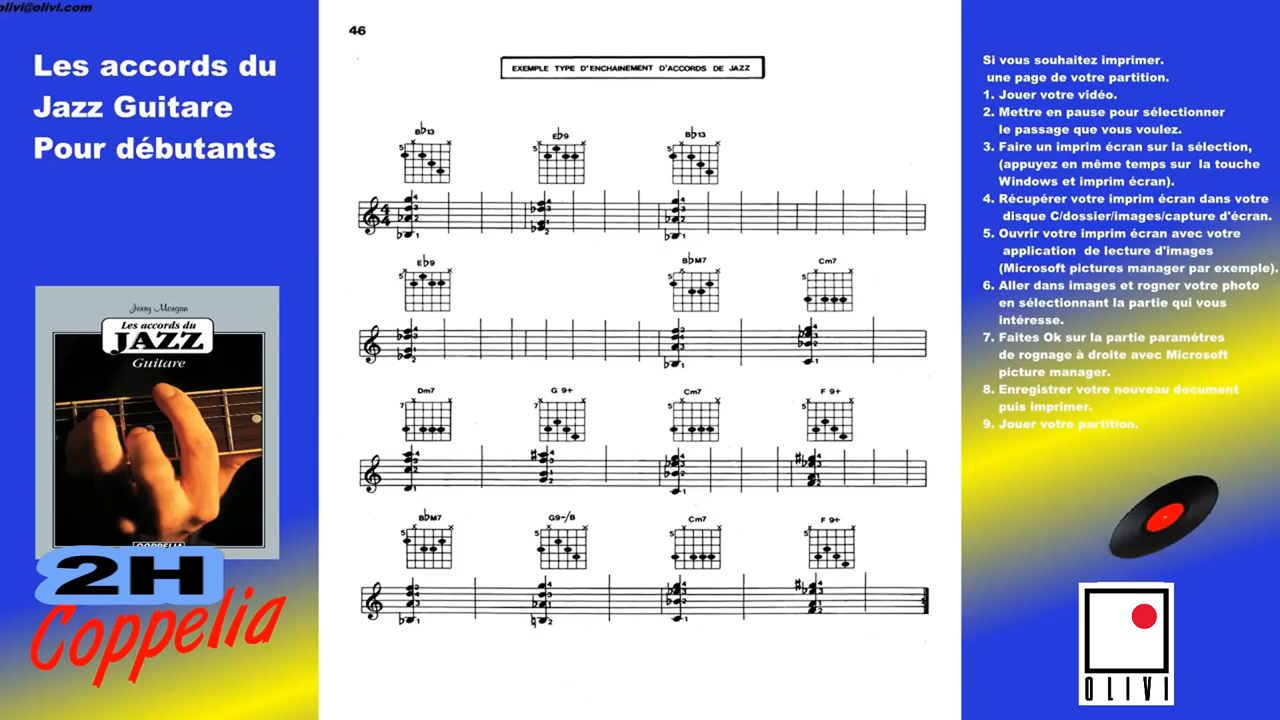 olivi@olivi.com
Les accords du
Jazz Guitare
Pour débutants
Jerry Morgan
Les accords du
JAZZ
Guitare
COPPELIA
2H
Coppelia
46
EXEMPLE TYPE D'ENCHAINEMENT D'ACCORDS DE JAZZ
B♭13 E♭9 B♭13
E♭9 B♭M7 Cm7
Dm7 G 9+ Cm7 F 9+
B♭M7 G9-/B Cm7 F 9+
Si vous souhaitez imprimer.
une page de votre partition.
1. Jouer votre vidéo.
2. Mettre en pause pour sélectionner
le passage que vous voulez.
3. Faire un imprim écran sur la sélection,
(appuyez en même temps sur la touche
Windows et imprim écran).
4. Récupérer votre imprim écran dans votre
disque C/dossier/images/capture d'écran.
5. Ouvrir votre imprim écran avec votre
application de lecture d'images
(Microsoft pictures manager par exemple).
6. Aller dans images et rogner votre photo
en sélectionnant la partie qui vous
intéresse.
7. Faites Ok sur la partie paramétres
de rognage à droite avec Microsoft
picture manager.
8. Enregistrer votre nouveau document
puis imprimer.
9. Jouer votre partition.
OLIVI